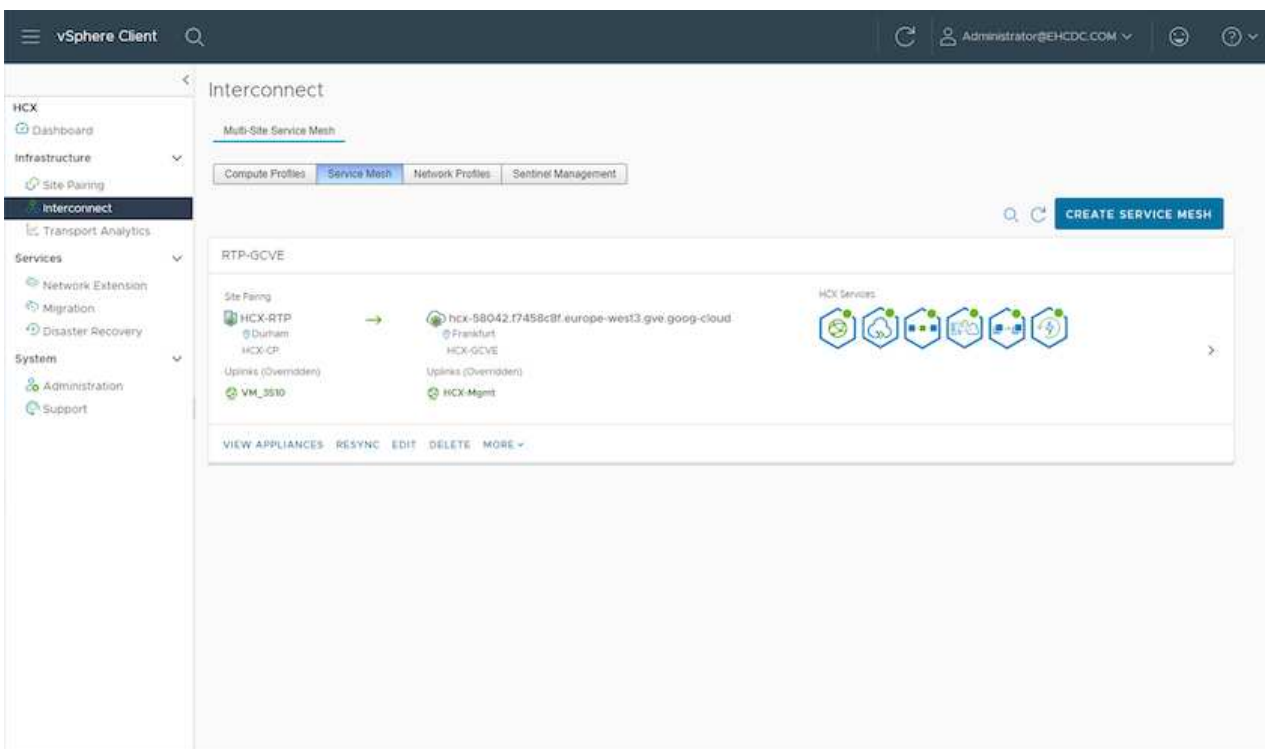 vSphere Client
Administrator@EHCDC.COM
Interconnect
HCX
Dashboard
Infrastructure
Site Pairing
Interconnect
Transport Analytics
Services
Network Extension
Migration
Disaster Recovery
System
Administration
Support
Multi-Site Service Mesh
Compute Profiles Service Mesh Network Profiles Sentinel Management
CREATE SERVICE MESH
RTP-GCVE
Site Pairing
HCX Services
HCX-RTP → hcx-58042.f7458c8f.europe-west3.gve.goog-cloud
Durham Frankfurt
HCX-CP HCX-GCVE
Uplinks (Overridden) Uplinks (Overridden)
VM_3510 HCX-Mgmt
VIEW APPLIANCES RESYNC EDIT DELETE MORE